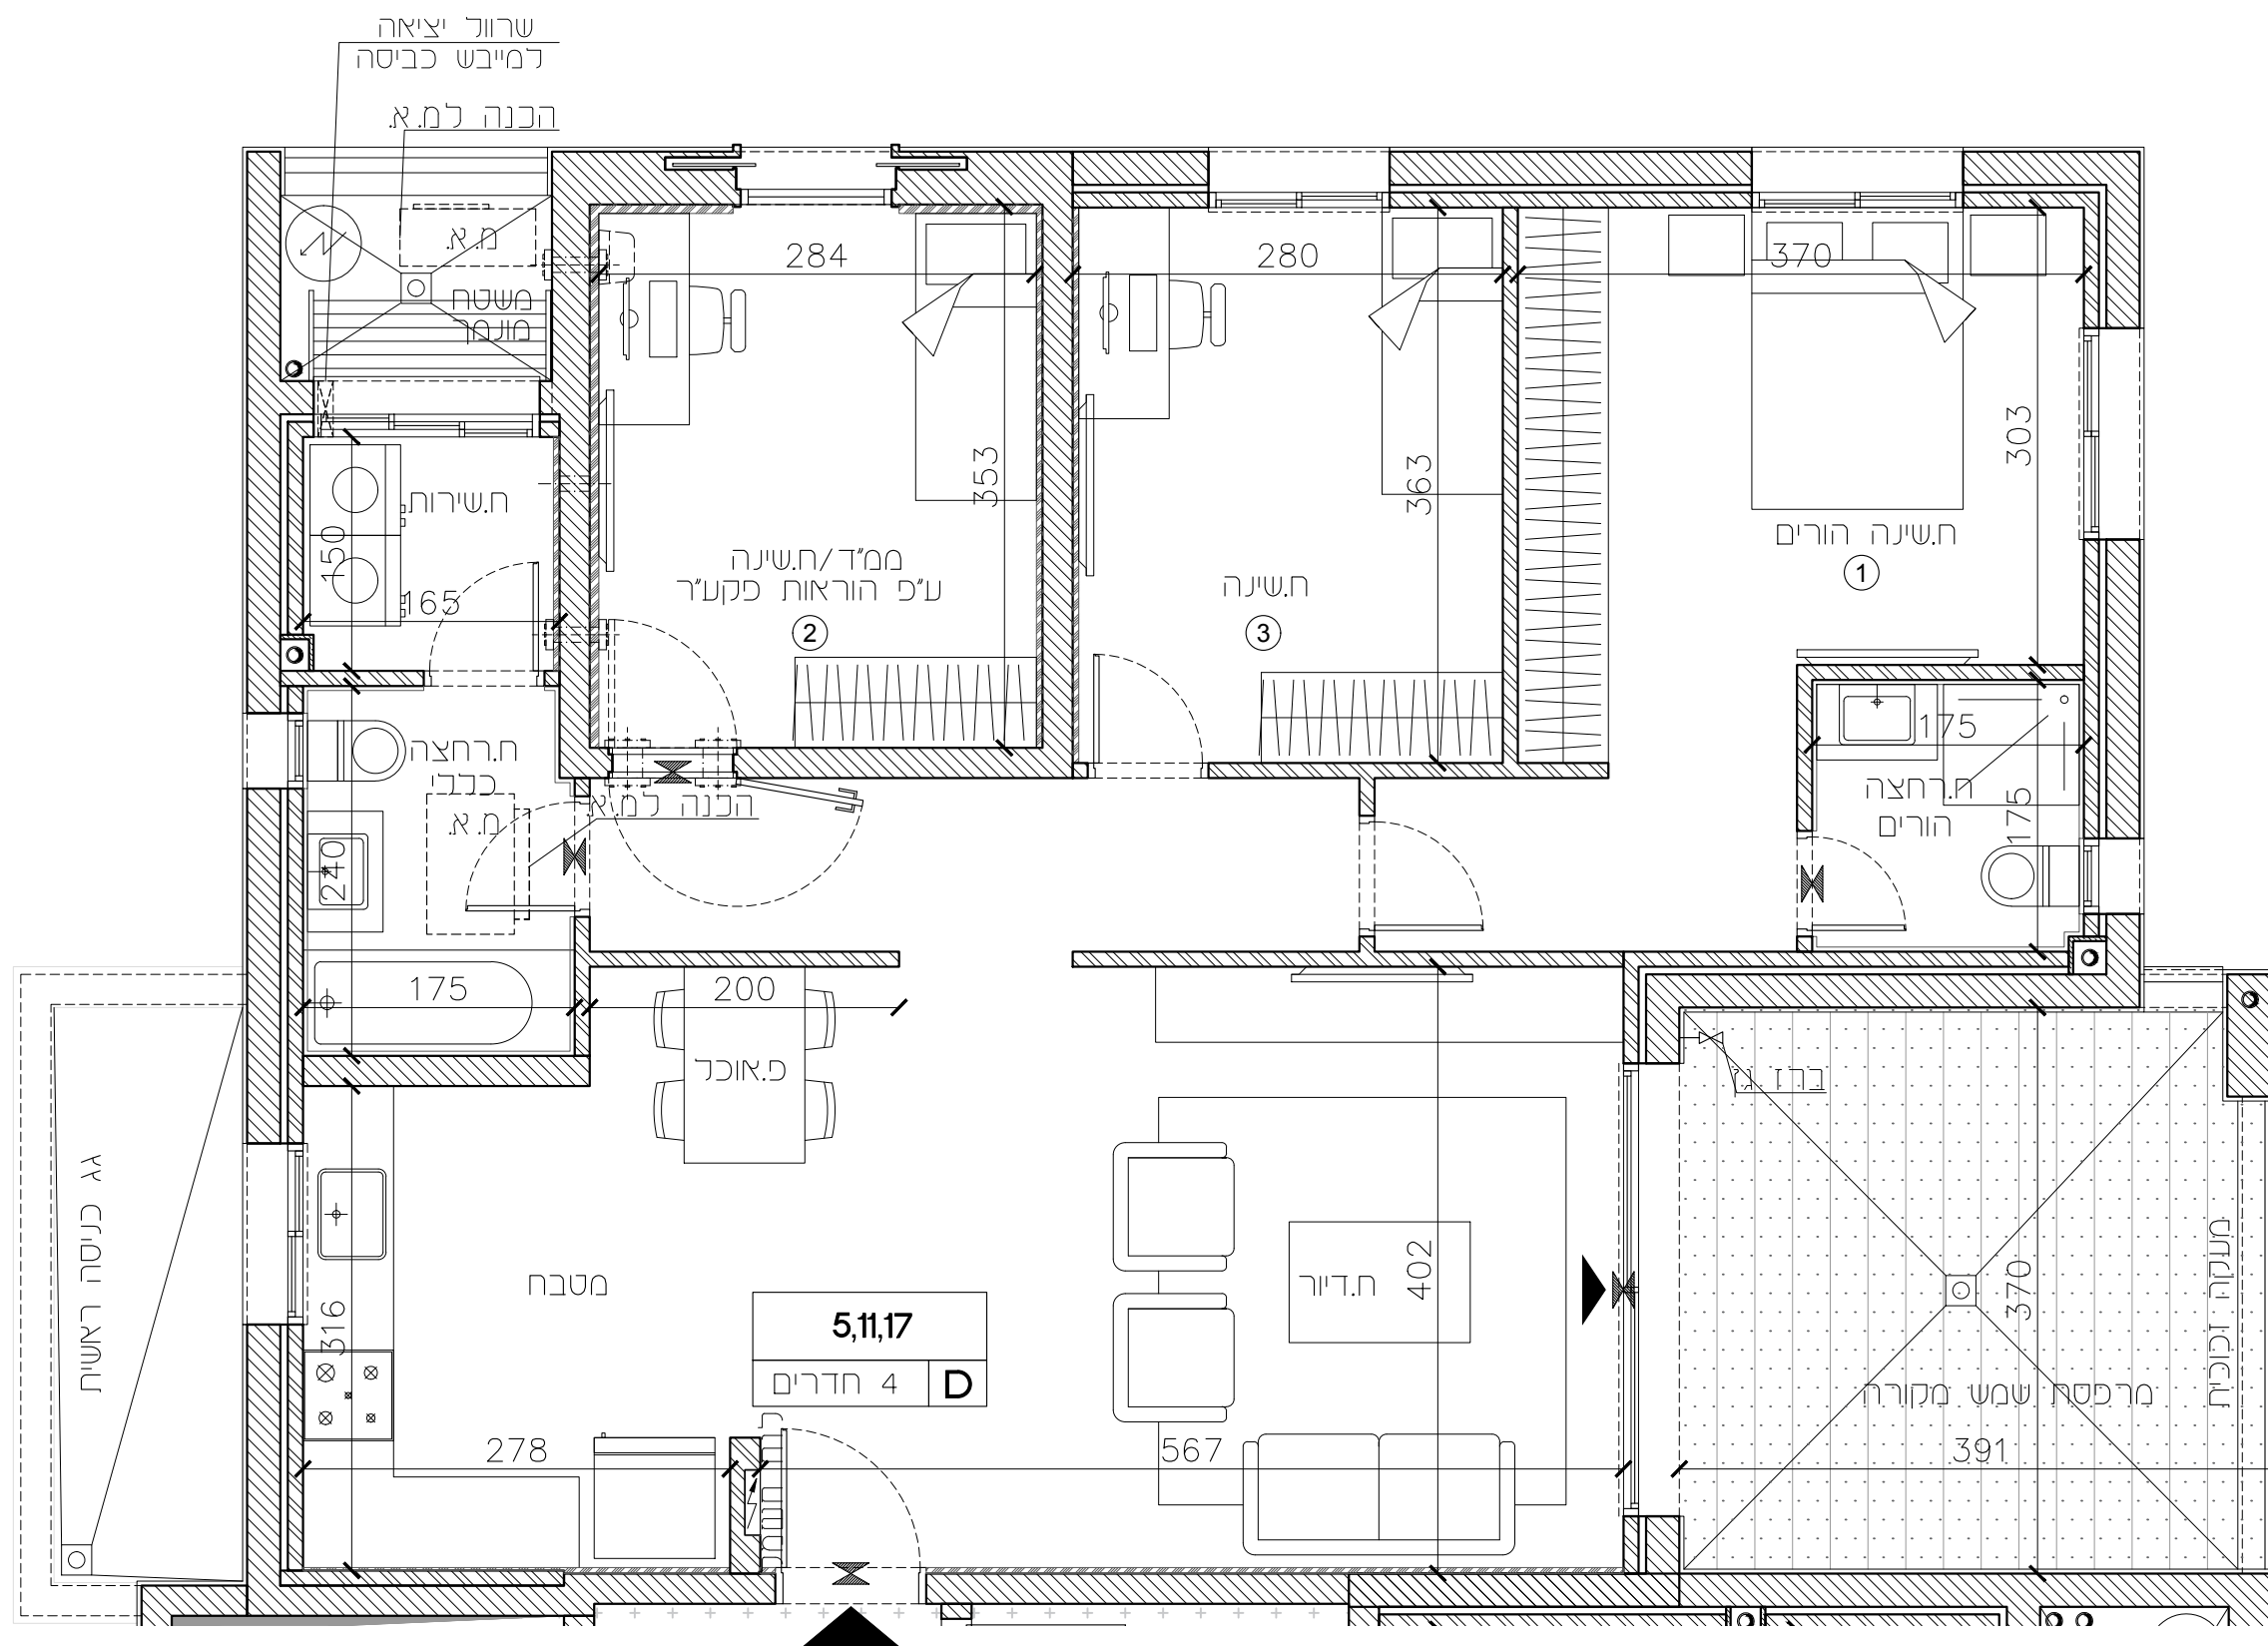 שרוול יציאה
למייבש כביסה
הכנה למ.א.
מ.א.
משטח
מונמך
284
280
370
353
363
303
ח.שירות
150
165
ממ"ד/ח.שינה
ע"פ הוראות פקע"ר
2
ח.שינה
3
ח.שינה הורים
1
175
ח.רחצה
הורים
175
ח.רחצה
כללי
מ.א.
הכנה למ.א.
240
175
200
פ.אוכל
ברז גן
גג כניסה ראשית
מטבח
316
5,11,17
4 חדרים
D
ח.דיור
402
370
מעקה זכוכית
מרפסת שמש מקורה
278
567
391